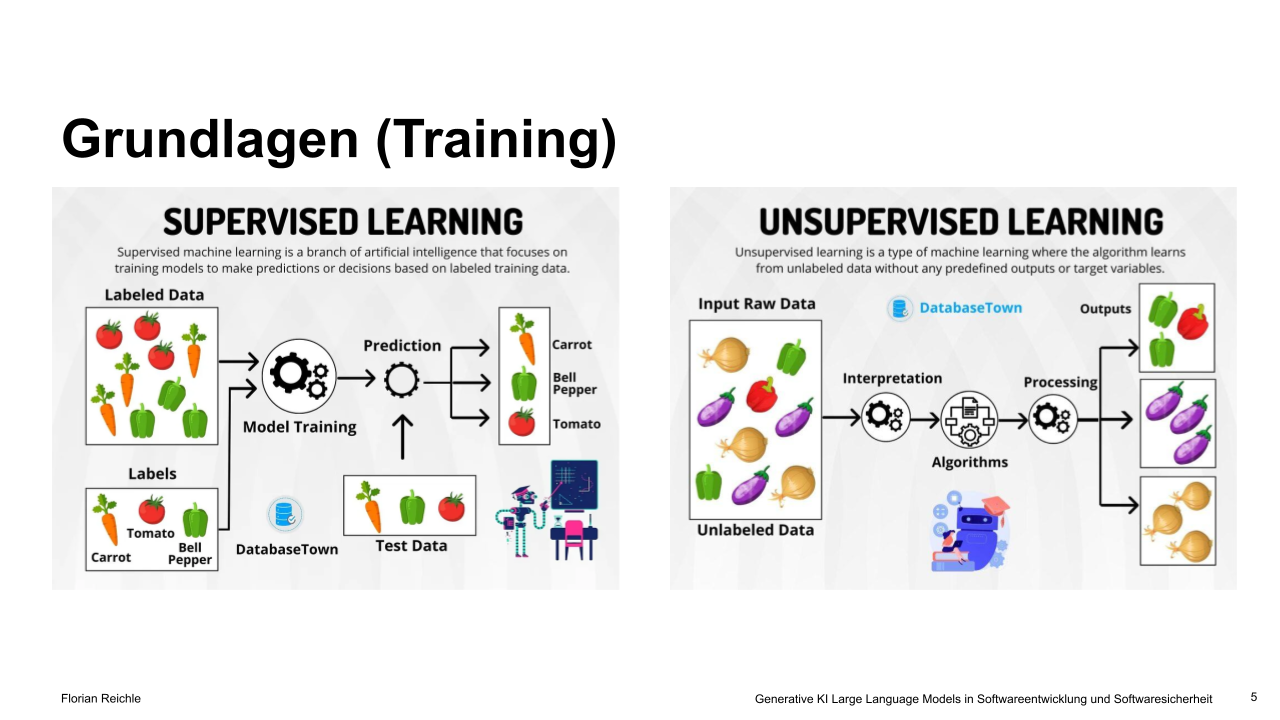 Grundlagen (Training)
SUPERVISED LEARNING
Supervised machine learning is a branch of artificial intelligence that focuses on
training models to make predictions or decisions based on labeled training data.
Labeled Data
Prediction
Carrot
Bell
Pepper
Tomato
Model Training
Labels
Tomato
Carrot
Bell
Pepper
DatabaseTown
Test Data
UNSUPERVISED LEARNING
Unsupervised learning is a type of machine learning where the algorithm learns
from unlabeled data without any predefined outputs or target variables.
Input Raw Data
DatabaseTown
Outputs
Interpretation
Processing
Algorithms
Unlabeled Data
Florian Reichle
Generative KI Large Language Models in Softwareentwicklung und Softwaresicherheit
5